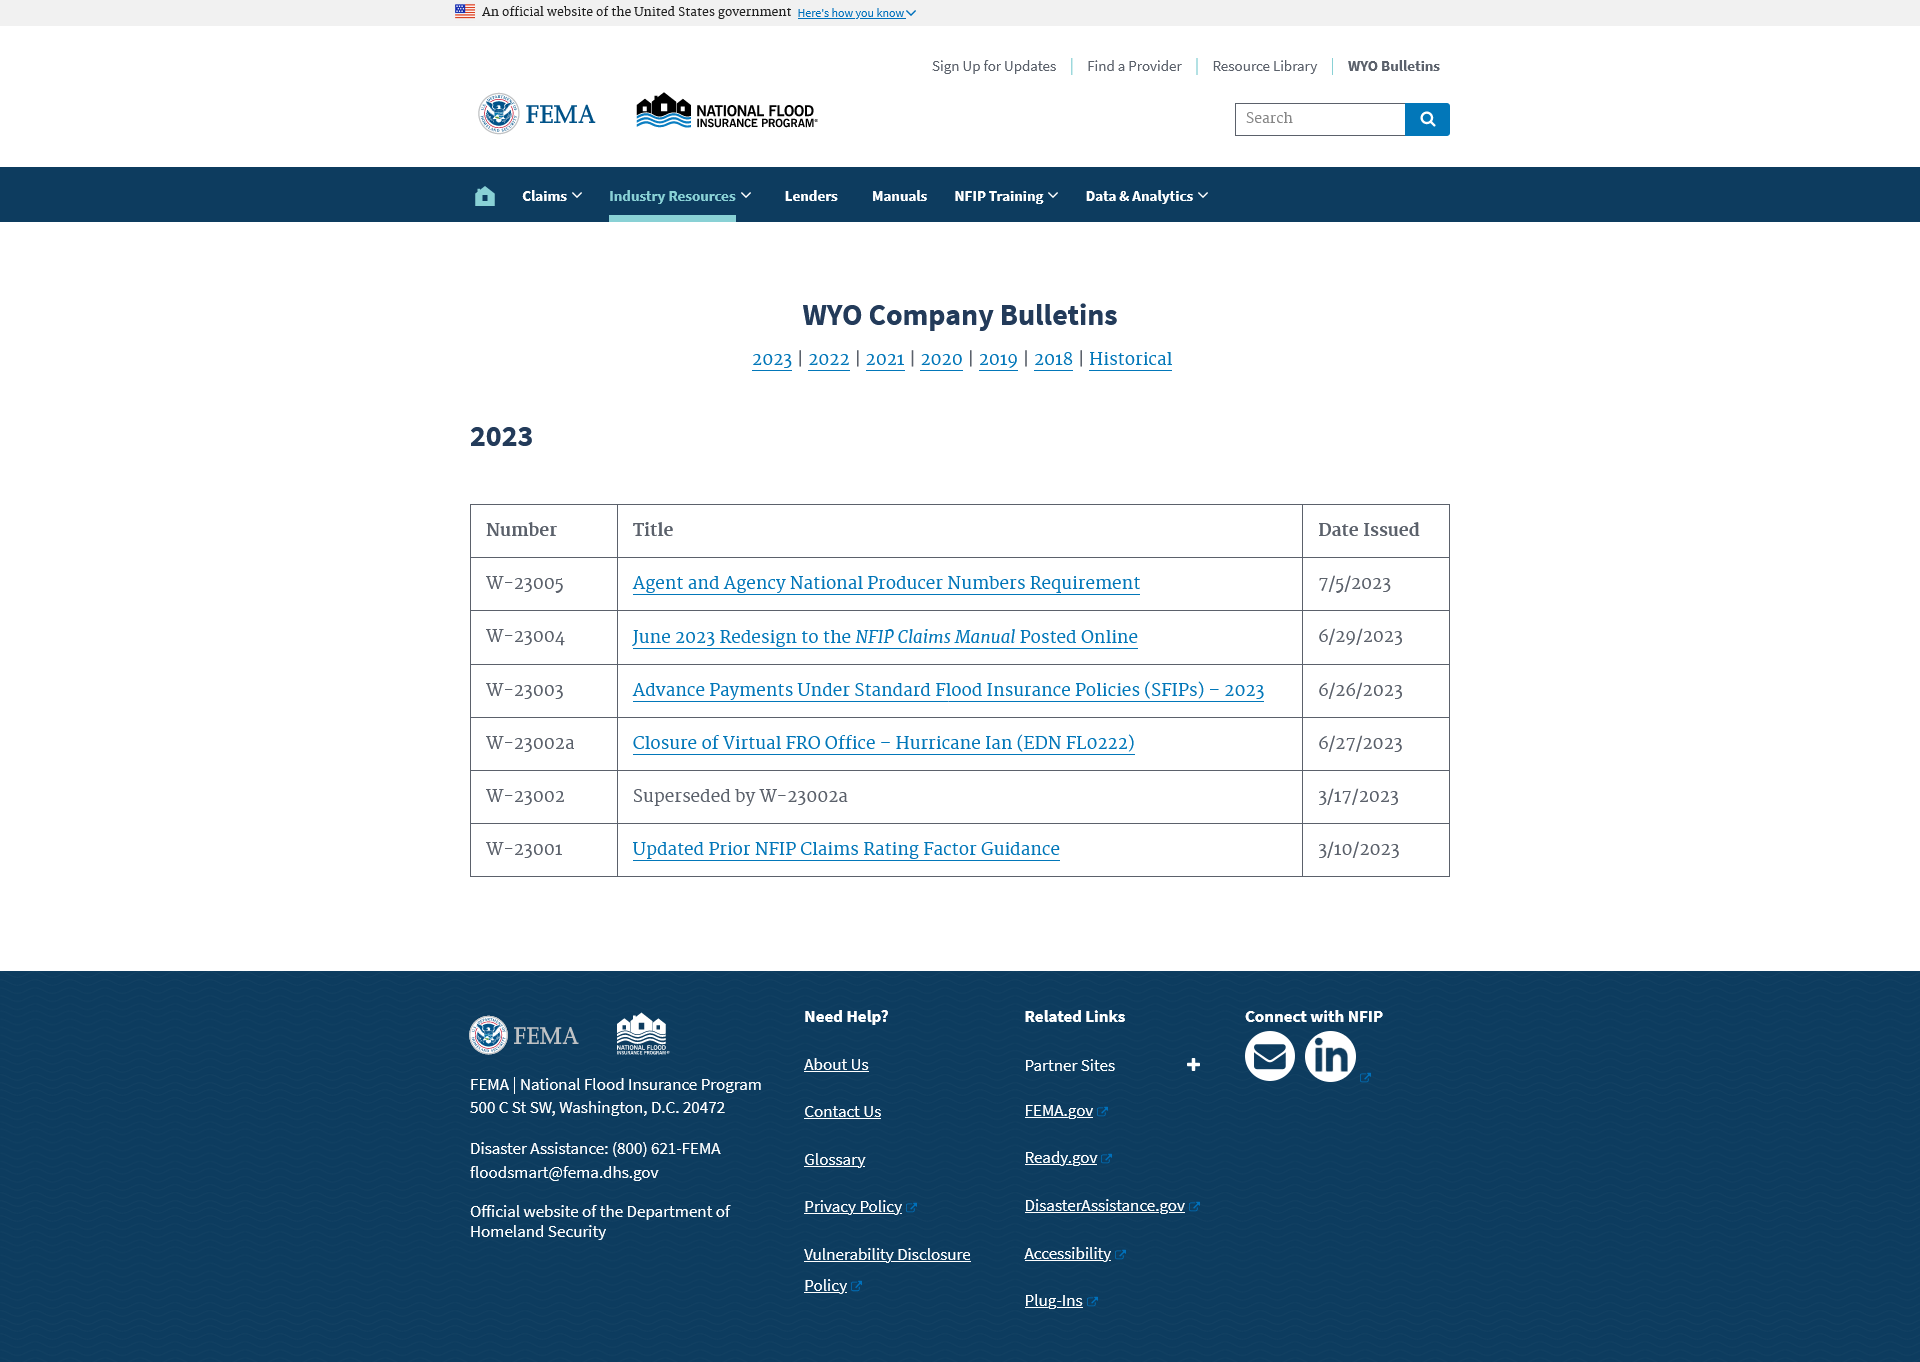 An official website of the United States government Here's how you know
Sign Up for Updates | Find a Provider | Resource Library | WYO Bulletins
FEMA
NATIONAL FLOOD
INSURANCE PROGRAM®
Search
Claims Industry Resources Lenders Manuals NFIP Training Data & Analytics
WYO Company Bulletins
2023 | 2022 | 2021 | 2020 | 2019 | 2018 | Historical
2023
Number Title Date Issued
W-23005 Agent and Agency National Producer Numbers Requirement 7/5/2023
W-23004 June 2023 Redesign to the NFIP Claims Manual Posted Online 6/29/2023
W-23003 Advance Payments Under Standard Flood Insurance Policies (SFIPs) – 2023 6/26/2023
W-23002a Closure of Virtual FRO Office – Hurricane Ian (EDN FL0222) 6/27/2023
W-23002 Superseded by W-23002a 3/17/2023
W-23001 Updated Prior NFIP Claims Rating Factor Guidance 3/10/2023
FEMA
NATIONAL FLOOD
INSURANCE PROGRAM®
FEMA | National Flood Insurance Program
500 C St SW, Washington, D.C. 20472
Disaster Assistance: (800) 621-FEMA
floodsmart@fema.dhs.gov
Official website of the Department of
Homeland Security
Need Help?
About Us
Contact Us
Glossary
Privacy Policy
Vulnerability Disclosure
Policy
Related Links
Partner Sites
FEMA.gov
Ready.gov
DisasterAssistance.gov
Accessibility
Plug-Ins
Connect with NFIP
in